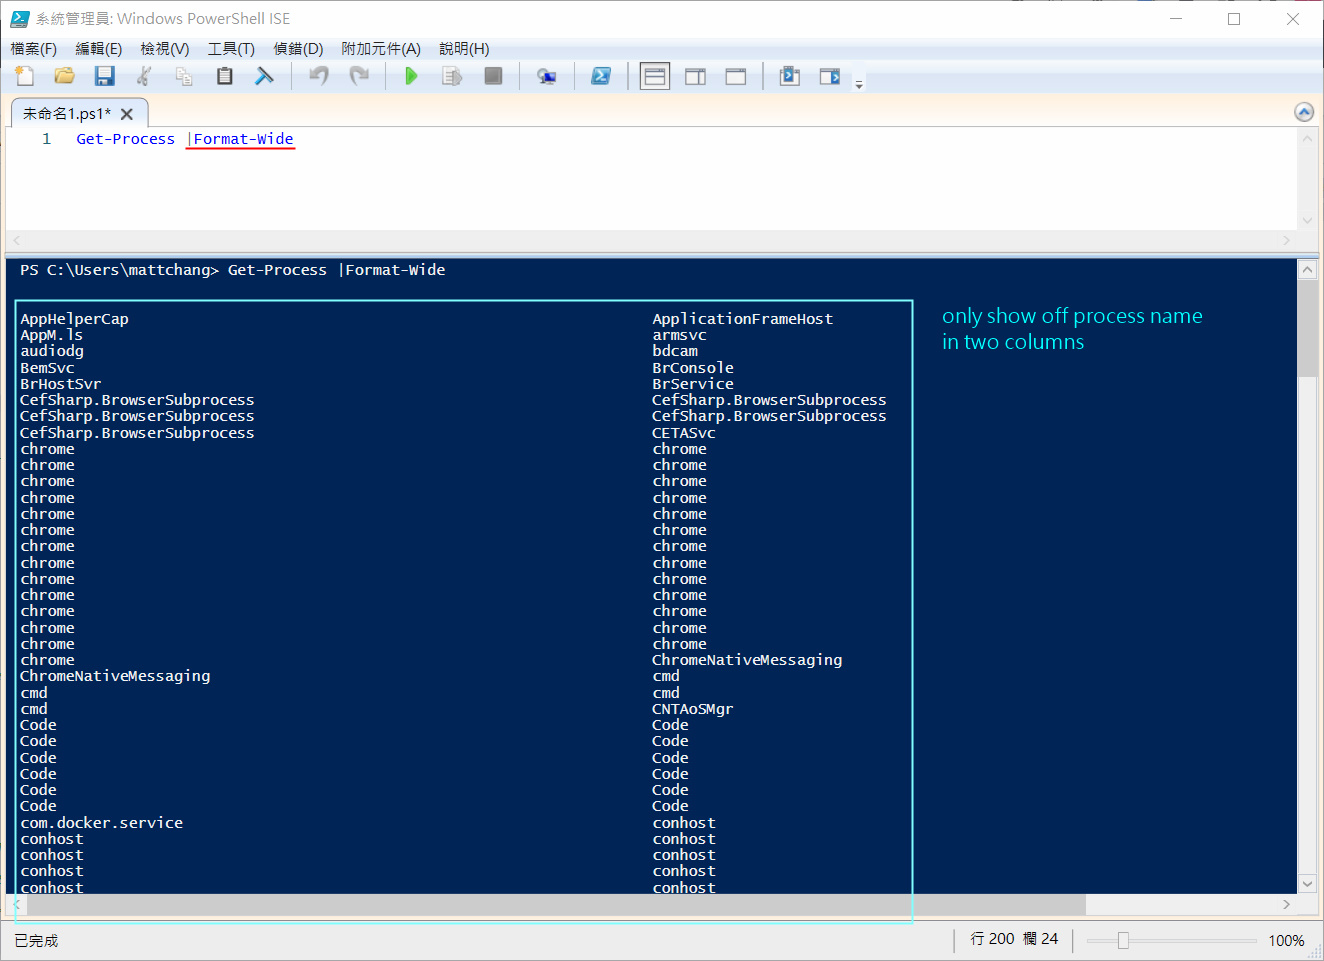 系統管理員: Windows PowerShell ISE
檔案(F) 編輯(E) 檢視(V) 工具(T) 偵錯(D) 附加元件(A) 說明(H)
未命名1.ps1*
1 Get-Process |Format-Wide
PS C:\Users\mattchang> Get-Process |Format-Wide
only show off process name
in two columns
AppHelperCap ApplicationFrameHost
AppM.ls armsvc
audiodg bdcam
BemSvc BrConsole
BrHostSvr BrService
CefSharp.BrowserSubprocess CefSharp.BrowserSubprocess
CefSharp.BrowserSubprocess CefSharp.BrowserSubprocess
CefSharp.BrowserSubprocess CETASvc
chrome chrome
chrome chrome
chrome chrome
chrome chrome
chrome chrome
chrome chrome
chrome chrome
chrome chrome
chrome chrome
chrome chrome
chrome chrome
chrome chrome
chrome chrome
chrome ChromeNativeMessaging
ChromeNativeMessaging cmd
cmd cmd
cmd CNTAoSMgr
Code Code
Code Code
Code Code
Code Code
Code Code
Code Code
com.docker.service conhost
conhost conhost
conhost conhost
conhost conhost
conhost conhost
已完成 行 200 欄 24 100%